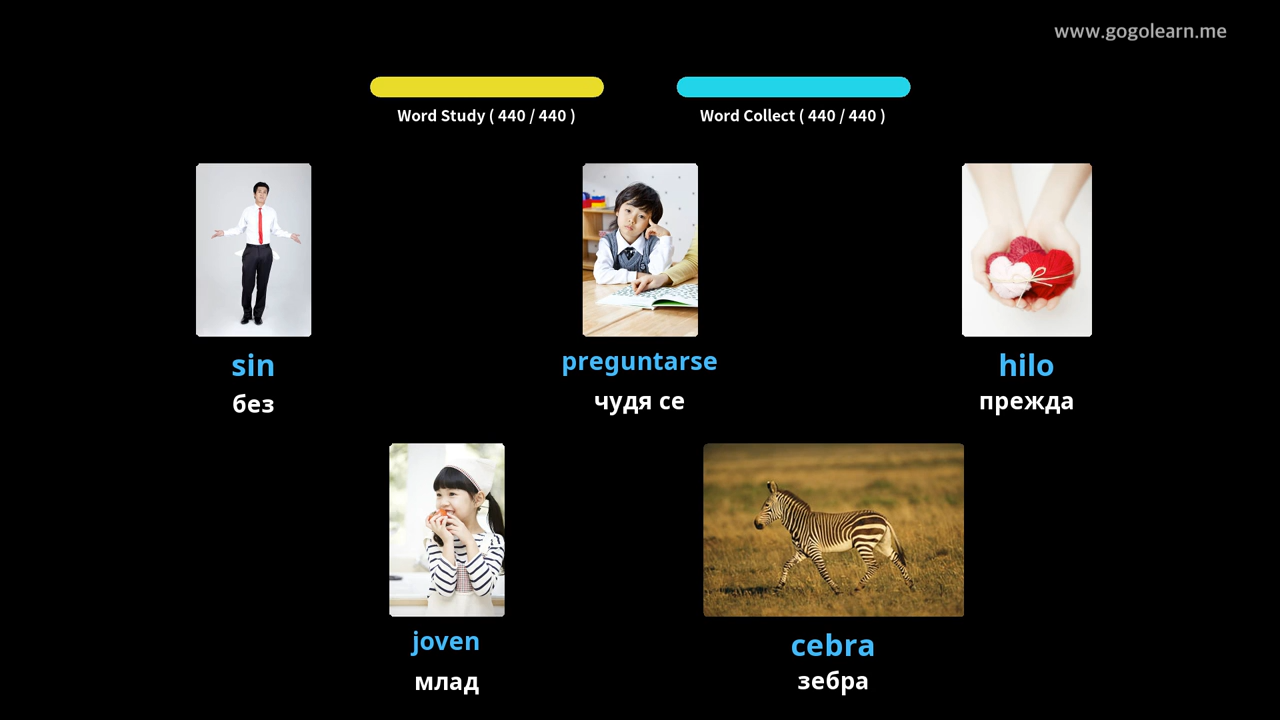 www.gogolearn.me
Word Study ( 440 / 440 )
Word Collect ( 440 / 440 )
sin
без
preguntarse
чудя се
hilo
прежда
joven
млад
cebra
зебра